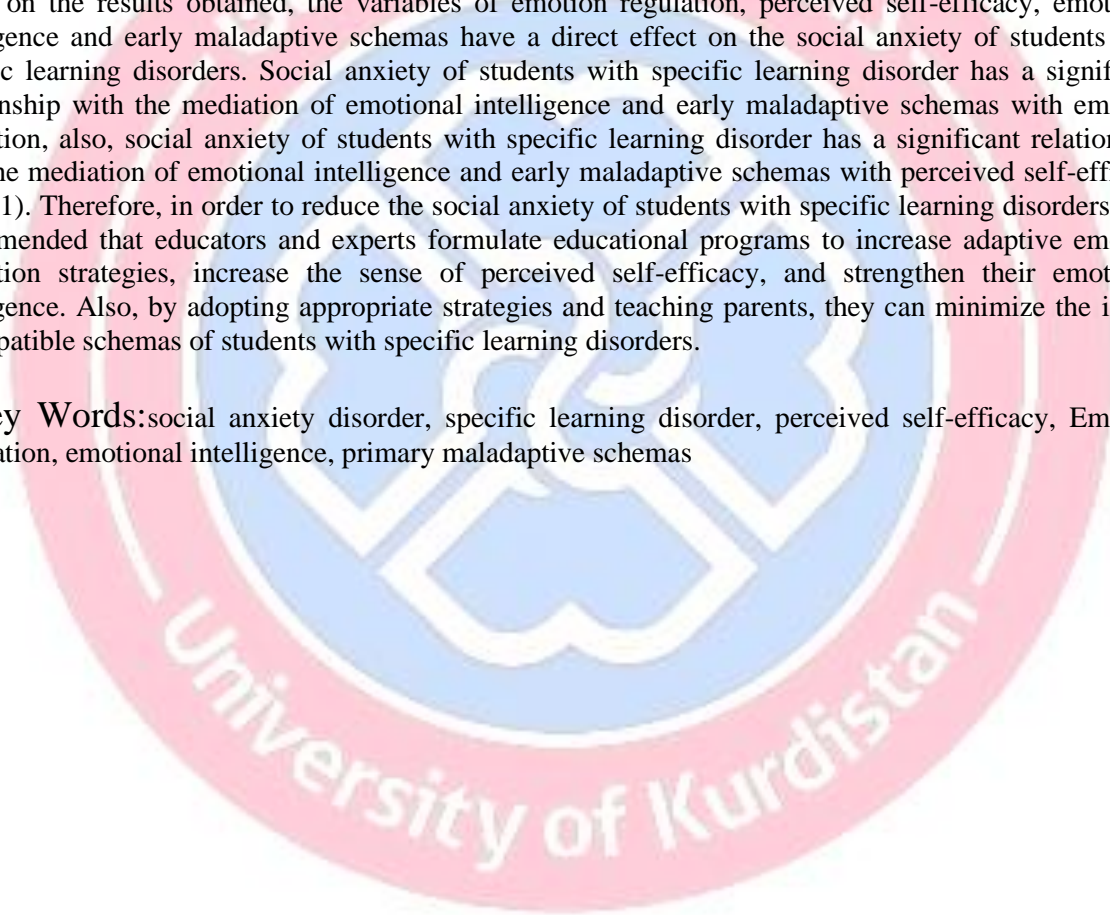 on the results obtained, the variables of emotion regulation, perceived self-efficacy, emot
gence and early maladaptive schemas have a direct effect on the social anxiety of students
c learning disorders. Social anxiety of students with specific learning disorder has a signif
nship with the mediation of emotional intelligence and early maladaptive schemas with em
tion, also, social anxiety of students with specific learning disorder has a significant relation
ne mediation of emotional intelligence and early maladaptive schemas with perceived self-effi
1). Therefore, in order to reduce the social anxiety of students with specific learning disorders
mended that educators and experts formulate educational programs to increase adaptive em
tion strategies, increase the sense of perceived self-efficacy, and strengthen their emot
gence. Also, by adopting appropriate strategies and teaching parents, they can minimize the i
patible schemas of students with specific learning disorders.
ey Words:social anxiety disorder, specific learning disorder, perceived self-efficacy, Em
ation, emotional intelligence, primary maladaptive schemas
University of Kurdistan